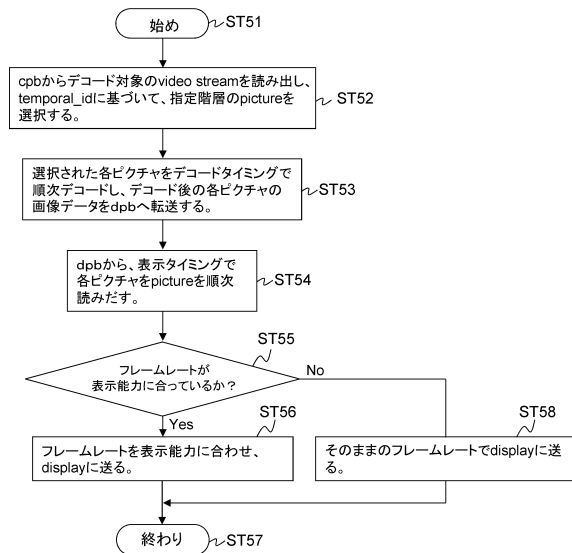 始め
ST51
cpbからデコード対象のvideo streamを読み出し、
temporal_idに基づいて、指定階層のpictureを
選択する。
ST52
選択された各ピクチャをデコードタイミングで
順次デコードし、デコード後の各ピクチャの
画像データをdpbへ転送する。
ST53
dpbから、表示タイミングで
各ピクチャをpictureを順次
読みだす。
ST54
ST55
フレームレートが
表示能力に合っているか?
No
Yes
ST56
フレームレートを表示能力に合わせ、
displayに送る。
ST58
そのままのフレームレートでdisplayに送
る。
終わり
ST57